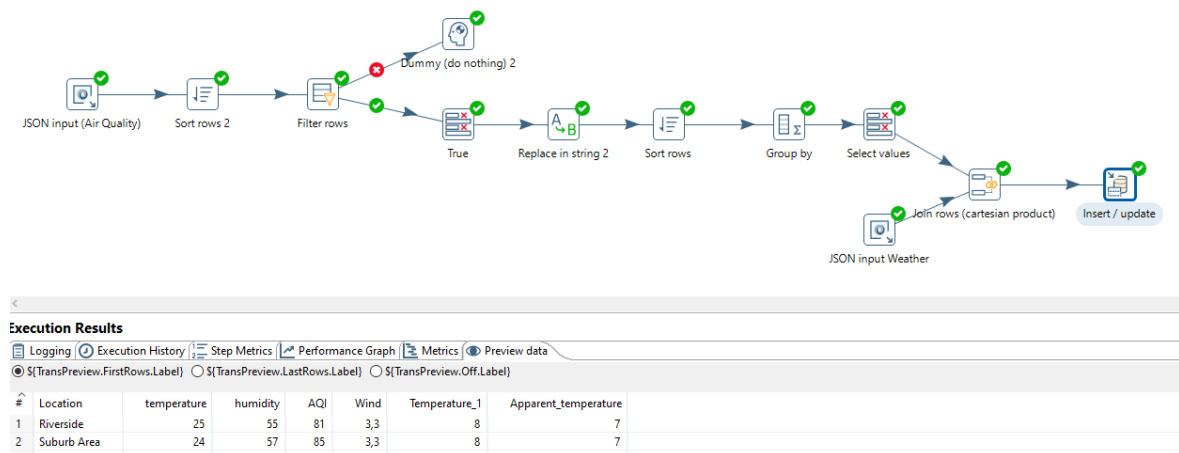 Dummy (do nothing) 2
JSON input (Air Quality)
Sort rows 2
Filter rows
True
Replace in string 2
Sort rows
Group by
Select values
Join rows (cartesian product)
Insert / update
JSON input Weather
Execution Results
Logging Execution History Step Metrics Performance Graph Metrics Preview data
${TransPreview.FirstRows.Label} ${TransPreview.LastRows.Label} ${TransPreview.Off.Label}
# Location temperature humidity AQI Wind Temperature_1 Apparent_temperature
1 Riverside 25 55 81 3,3 8 7
2 Suburb Area 24 57 85 3,3 8 7